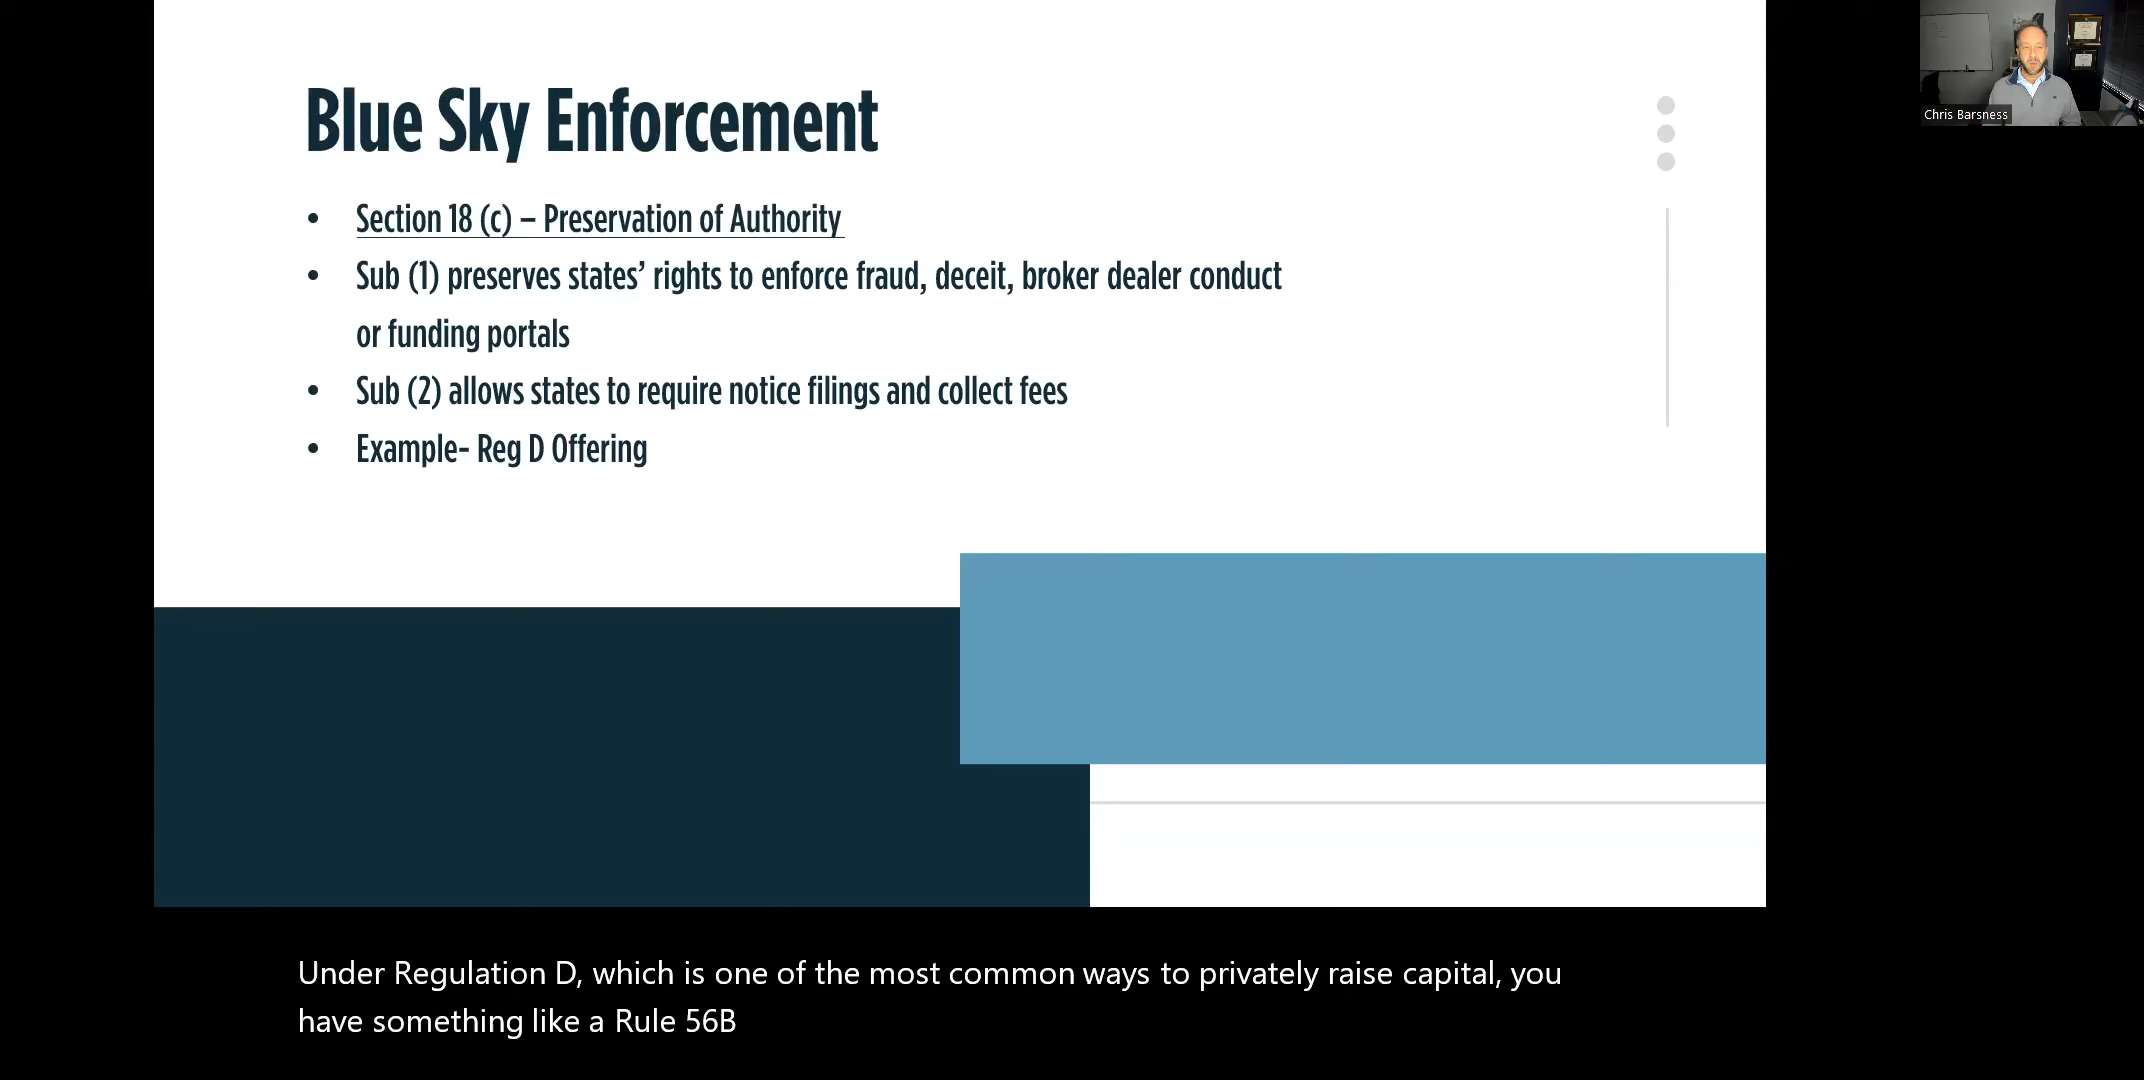 Blue Sky Enforcement
• Section 18 (c) – Preservation of Authority
• Sub (1) preserves states’ rights to enforce fraud, deceit, broker dealer conduct
or funding portals
• Sub (2) allows states to require notice filings and collect fees
• Example- Reg D Offering
Chris Barsness
Under Regulation D, which is one of the most common ways to privately raise capital, you
have something like a Rule 56B